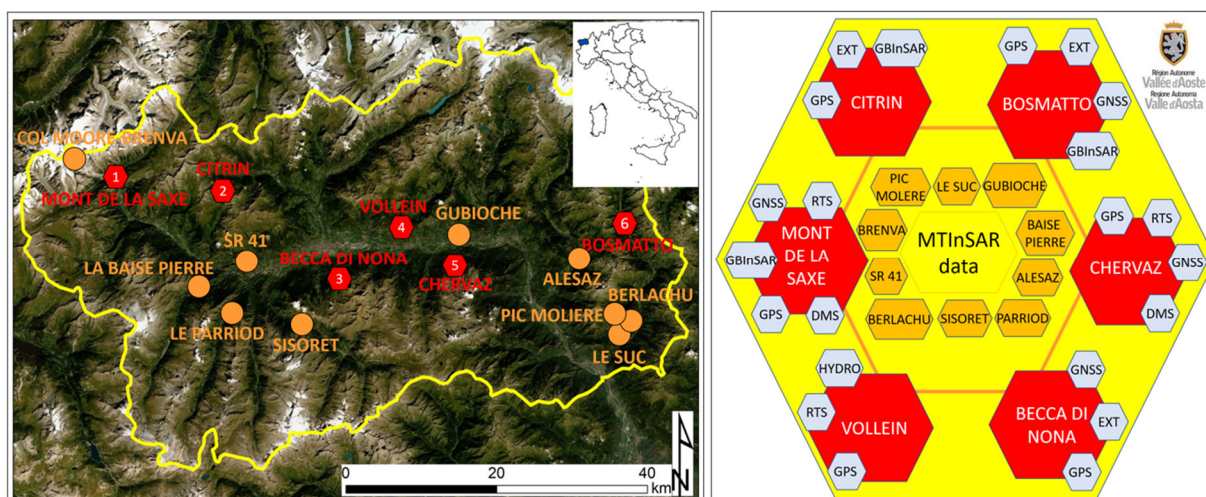 COL MOORE-BRENVA
1
MONT DE LA SAXE
CITRIN
2
VOLLEIN
4
GUBIOCHE
6
BOSMATTO
SR 41
BECCA DI NONA
3
5
CHERVAZ
ALESAZ
LA BAISE PIERRE
LE PARRIOD
SISORET
BERLACHU
PIC MOLIERE
LE SUC
0
20
40
km
N
EXT
GBInSAR
GPS
CITRIN
GPS
EXT
GNSS
GBInSAR
BOSMATTO
Région Autonome
Vallée d'Aoste
Regione Autonoma
Valle d'Aosta
PIC
MOLERE
LE SUC
GUBIOCHE
BRENVA
BAISE
PIERRE
SR 41
ALESAZ
BERLACHU
SISORET
PARRIOD
MTInSAR
data
GNSS
RTS
GBInSAR
GPS
DMS
MONT
DE LA
SAXE
GPS
RTS
GNSS
DMS
CHERVAZ
HYDRO
RTS
GPS
VOLLEIN
GNSS
EXT
GPS
BECCA DI
NONA